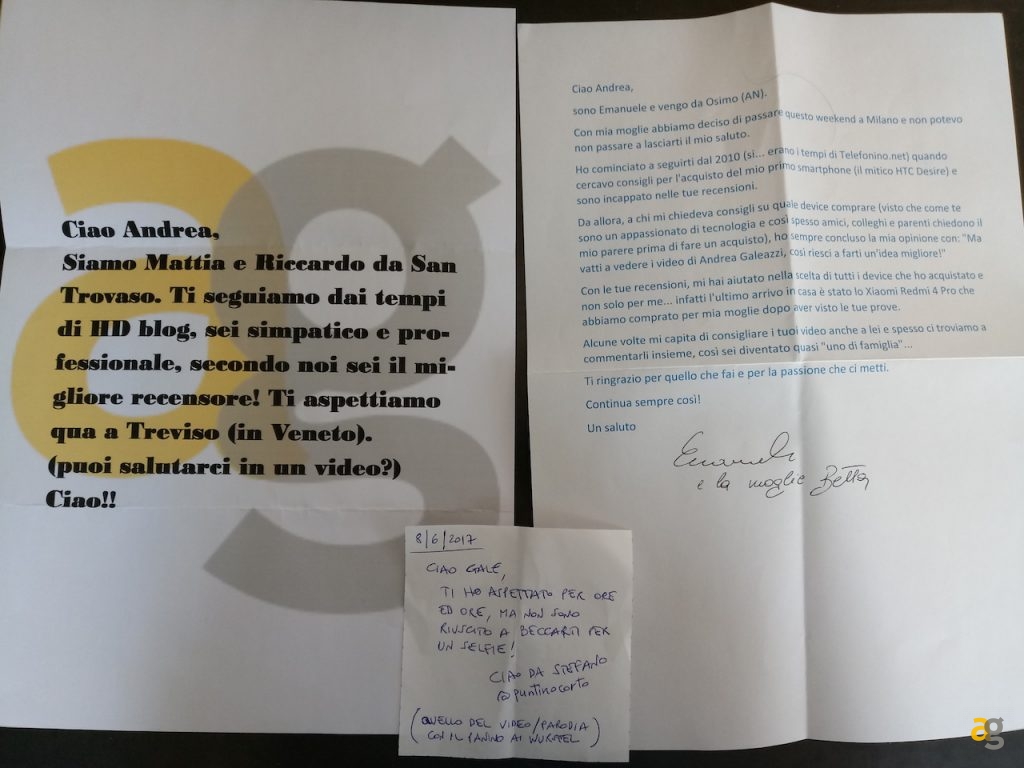 Ciao Andrea,
Siamo Mattia e Riccardo da San
Trovaso. Ti seguiamo dai tempi
di HD blog, sei simpatico e pro-
fessionale, secondo noi sei il mi-
gliore recensore! Ti aspettiamo
qua a Treviso (in Veneto).
(puoi salutarci in un video?)
Ciao!!
Ciao Andrea,
sono Emanuele e vengo da Osimo (AN).
Con mia moglie abbiamo deciso di passare questo weekend a Milano e non potevo
non passare a lasciarti il mio saluto.
Ho cominciato a seguirti dal 2010 (si... erano i tempi di Telefonino.net) quando
cercavo consigli per l'acquisto del mio primo smartphone (il mitico HTC Desire) e
sono incappato nelle tue recensioni.
Da allora, a chi mi chiedeva consigli su quale device comprare (visto che come te
sono un appassionato di tecnologia e così spesso amici, colleghi e parenti chiedono il
mio parere prima di fare un acquisto), ho sempre concluso la mia opinione con: "Ma
vatti a vedere i video di Andrea Galeazzi, così riesci a farti un'idea migliore!"
Con le tue recensioni, mi hai aiutato nella scelta di tutti i device che ho acquistato e
non solo per me... infatti l'ultimo arrivo in casa è stato lo Xiaomi Redmi 4 Pro che
abbiamo comprato per mia moglie dopo aver visto le tue prove.
Alcune volte mi capita di consigliare i tuoi video anche a lei e spesso ci troviamo a
commentarli insieme, così sei diventato quasi "uno di famiglia"...
Ti ringrazio per quello che fai e per la passione che ci metti.
Continua sempre così!
Un saluto
Emanuele
e la moglie Betta
8/6/2017
CIAO GALE,
TI HO ASPETTATO PER ORE
ED ORE, MA NON SONO
RIUSCITO A BECCARTI PER
UN SELFIE!
CIAO DA STEFANO
@puntinocorto
(QUELLO DEL VIDEO/PARODIA
CON IL PANINO AI WURSTEL)
ag